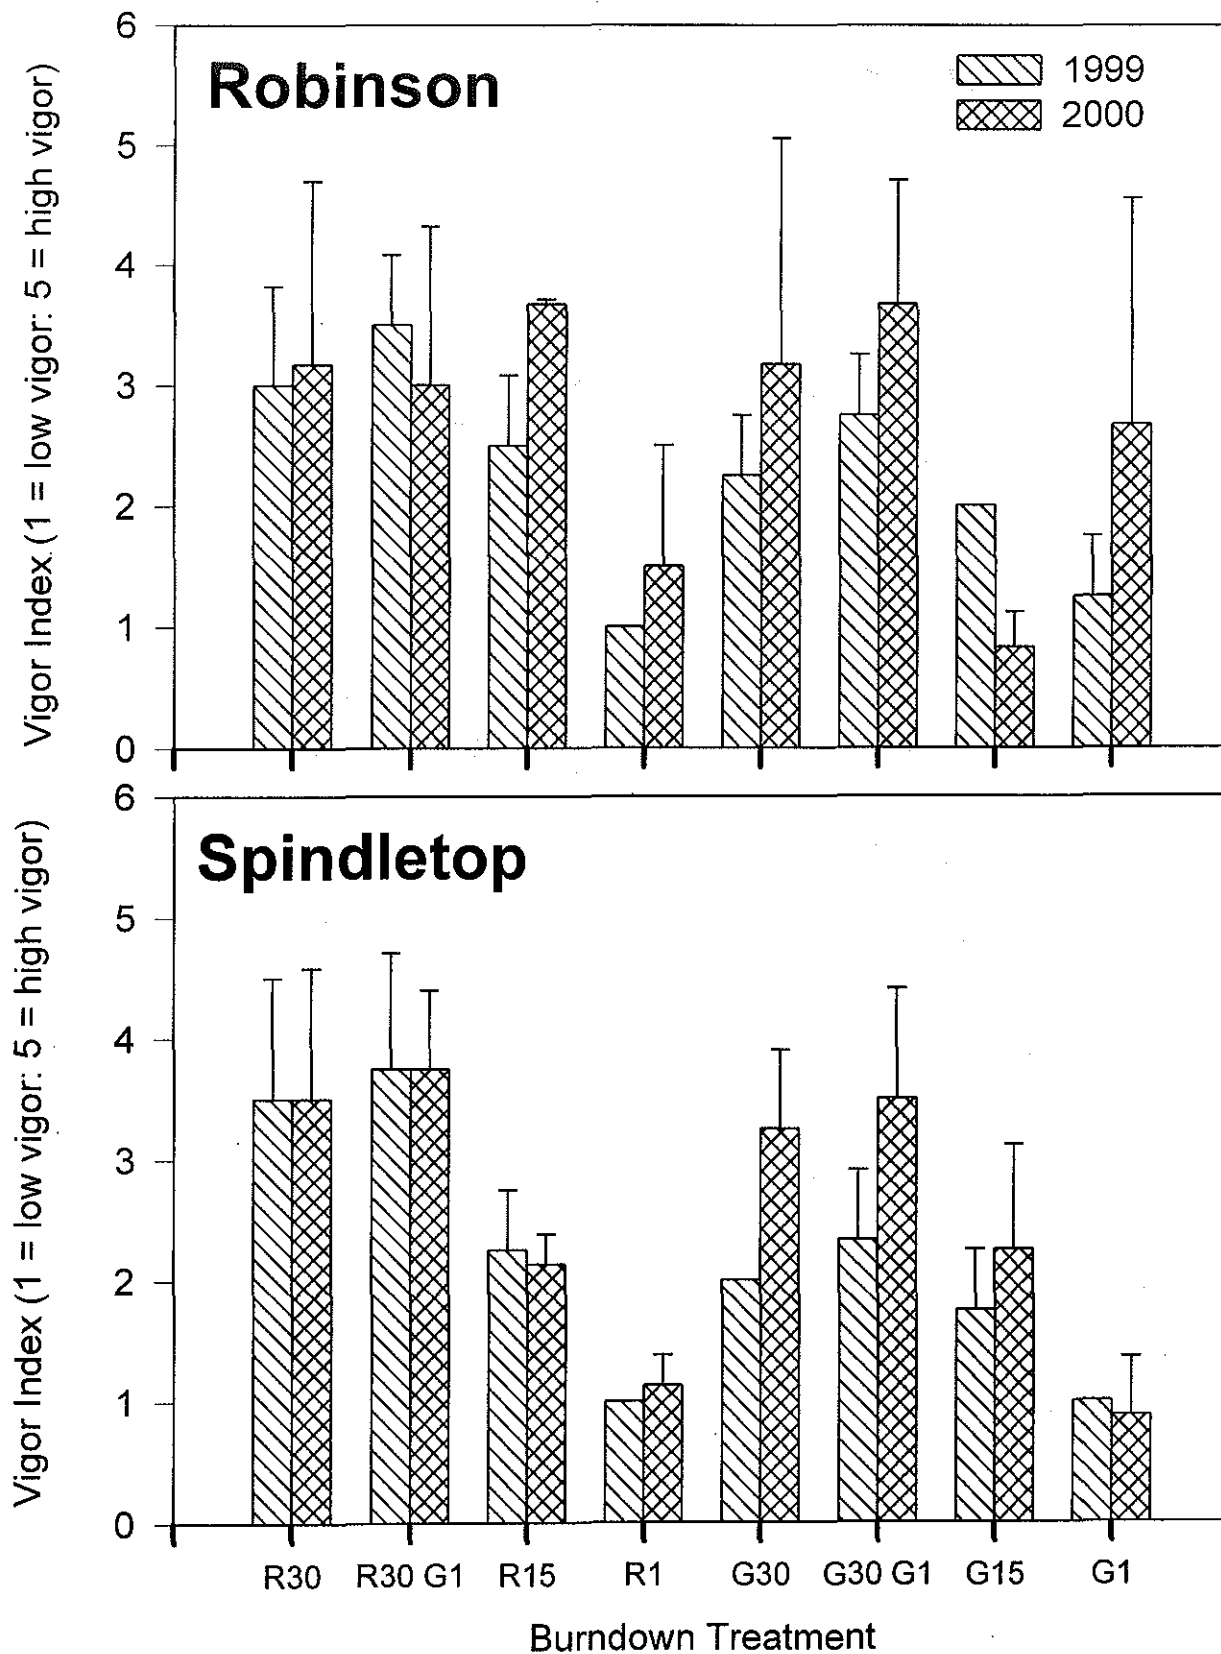 6
5
4
3
2
1
0
Vigor Index (1 = low vigor: 5 = high vigor)
Robinson
1999
2000
6
5
4
3
2
1
0
Vigor Index (1 = low vigor: 5 = high vigor)
Spindletop
R30 R30 G1 R15 R1 G30 G30 G1 G15 G1
Burndown Treatment